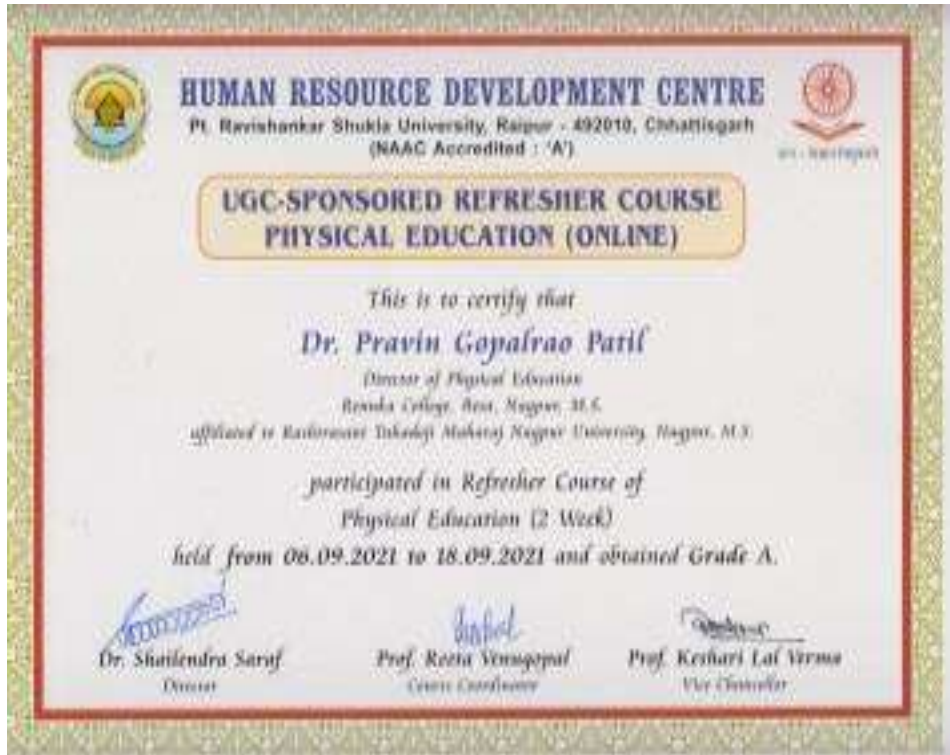 HUMAN RESOURCE DEVELOPMENT CENTRE
Pt. Ravishankar Shukla University, Raipur - 492010, Chhattisgarh
(NAAC Accredited : 'A')
UGC-SPONSORED REFRESHER COURSE
PHYSICAL EDUCATION (ONLINE)
This is to certify that
Dr. Pravin Gopalrao Patil
Director of Physical Education
Renuka College, Besa, Nagpur, M.S.
affiliated to Rashtrasant Tukadoji Maharaj Nagpur University, Nagpur, M.S.
participated in Refresher Course of
Physical Education (2 Week)
held from 06.09.2021 to 18.09.2021 and obtained Grade A.
Dr. Shailendra Saraf
Prof. Reeta Venugopal
Prof. Keshari Lal Verma
Director
Course Coordinator
Vice Chancellor